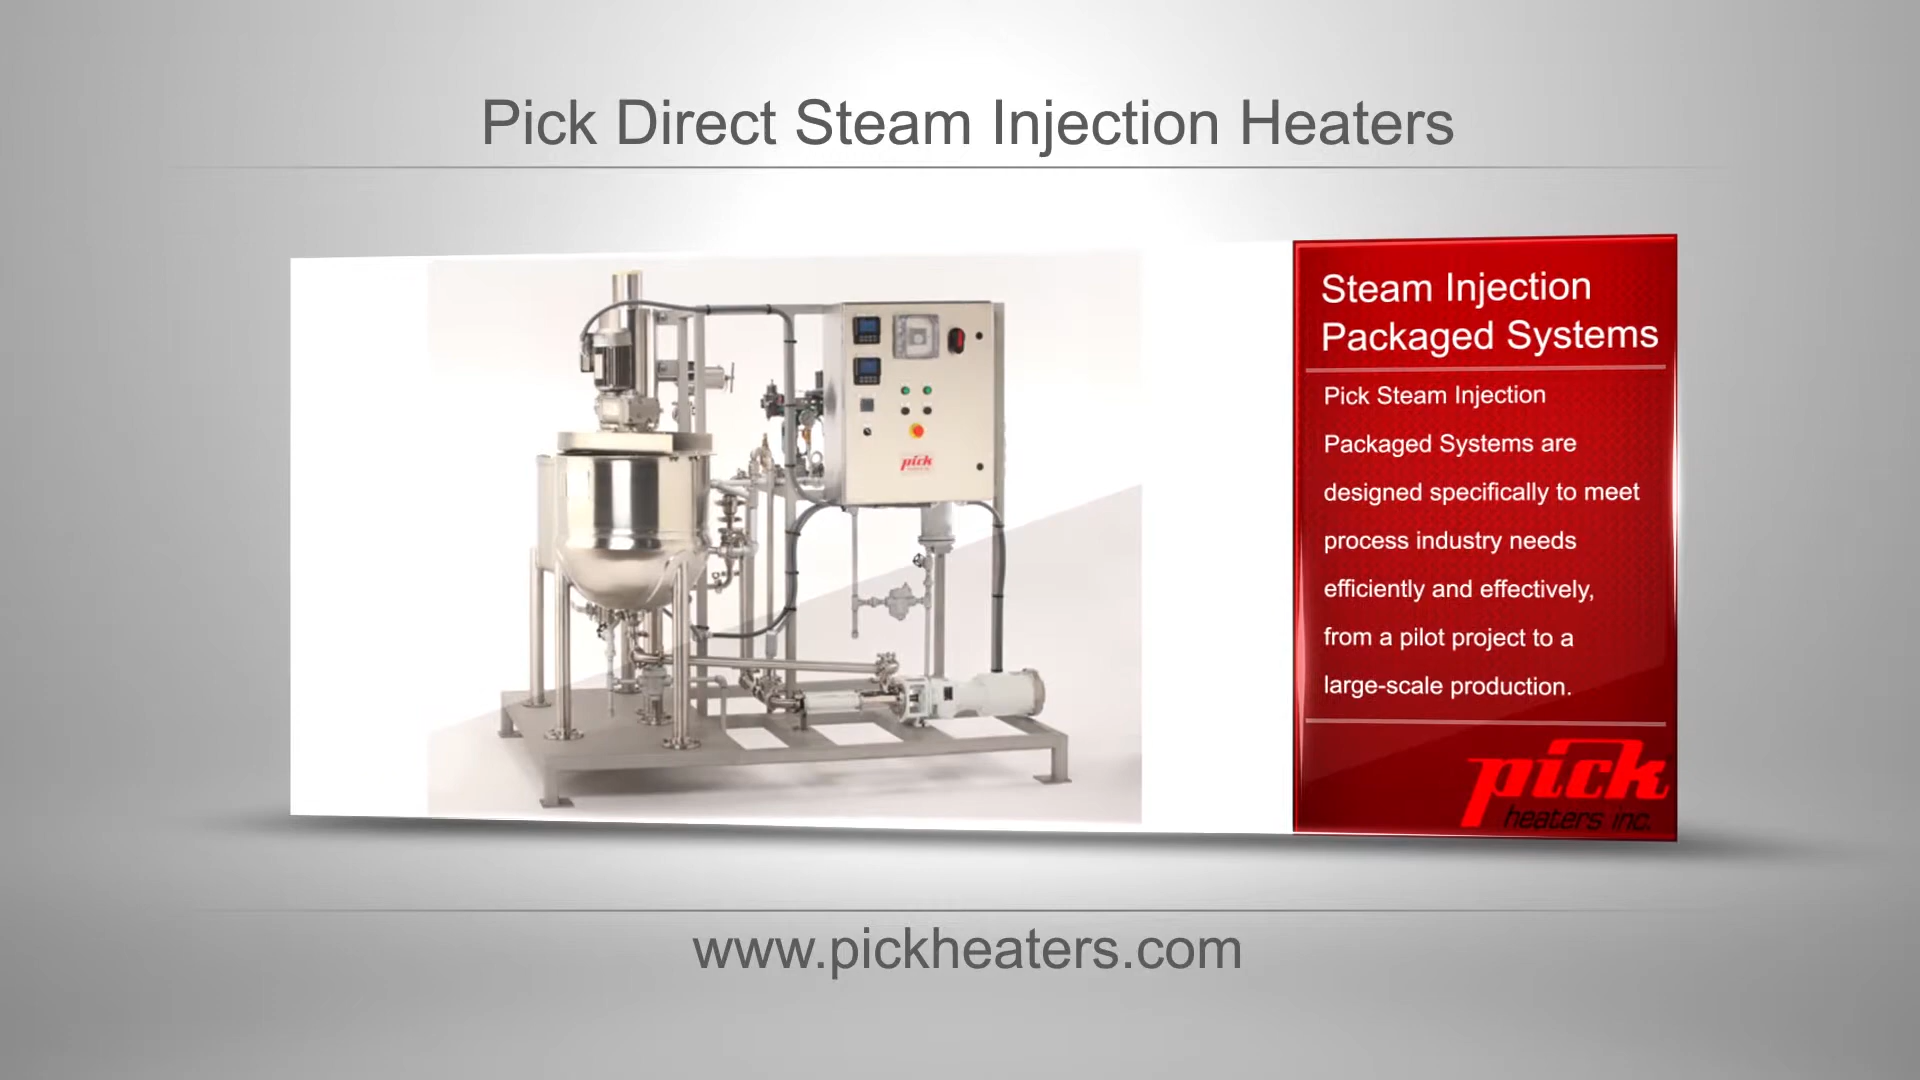 Pick Direct Steam Injection Heaters
Steam Injection
Packaged Systems
Pick Steam Injection
Packaged Systems are
designed specifically to meet
process industry needs
efficiently and effectively,
from a pilot project to a
large-scale production.
pick
pick
heaters inc.
www.pickheaters.com